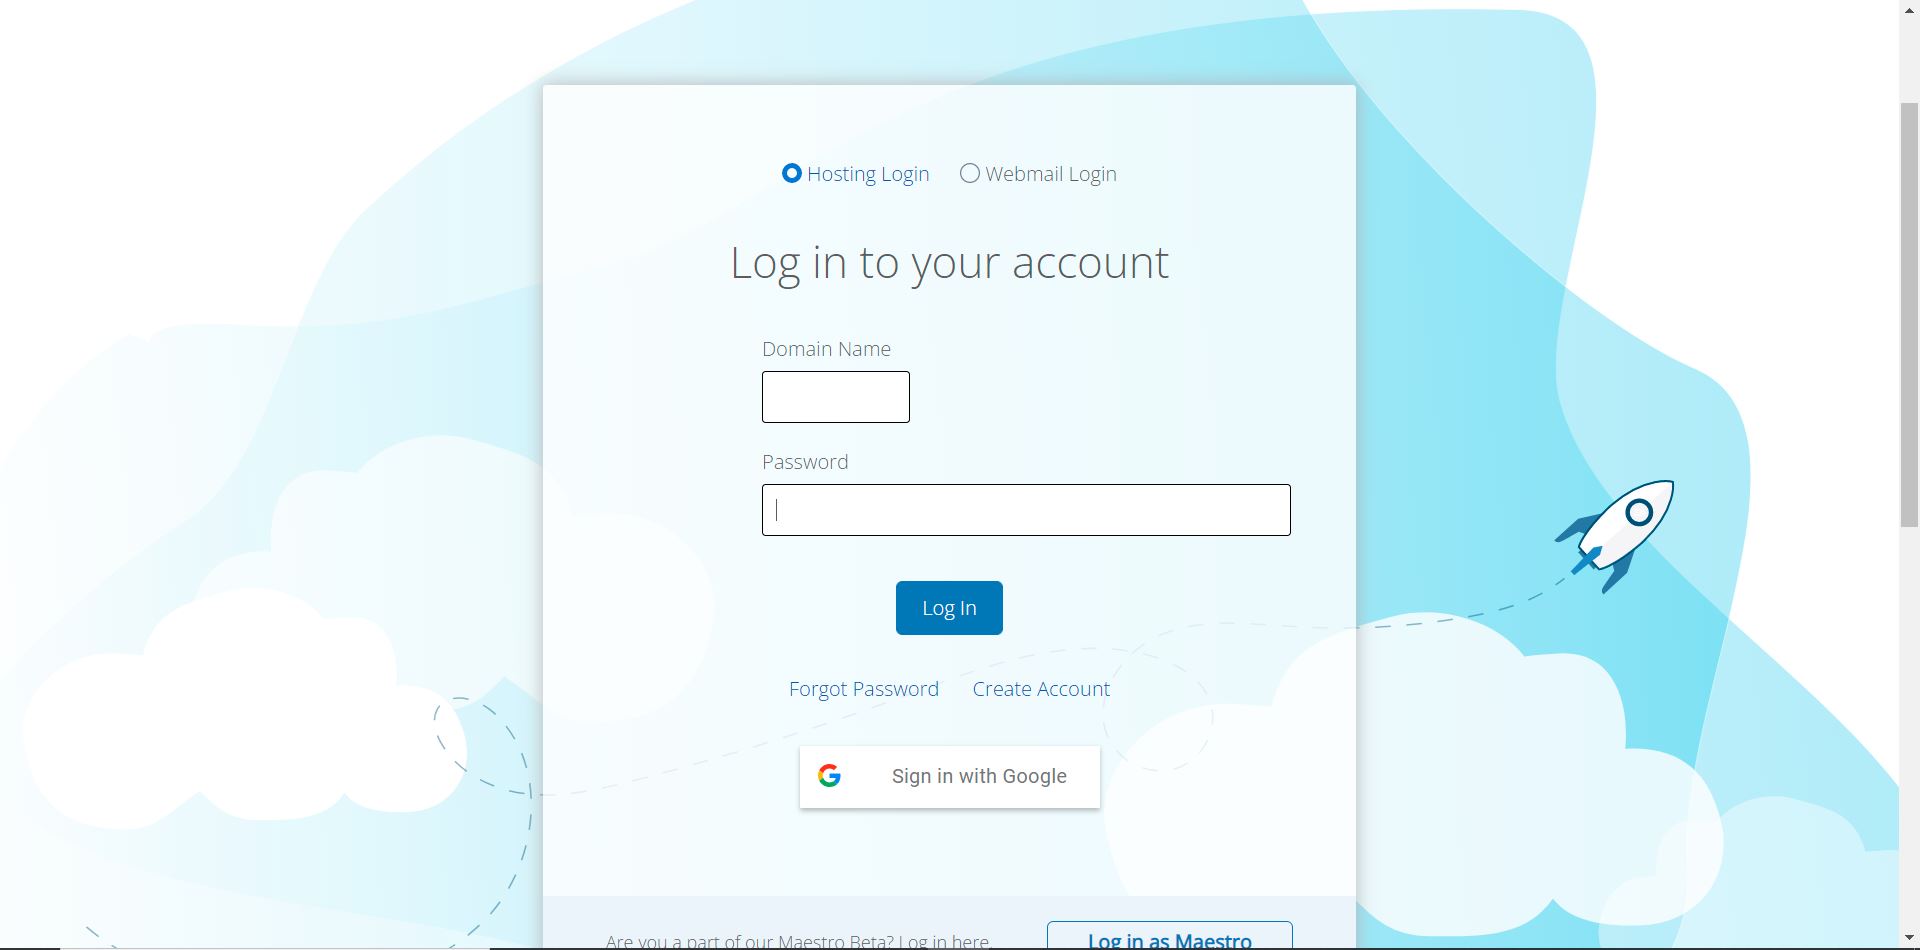 Hosting Login Webmail Login
Log in to your account
Domain Name
Password
Log In
Forgot Password Create Account
Sign in with Google
Are you a part of our Maestro Beta? Log in here. Log in as Maestro